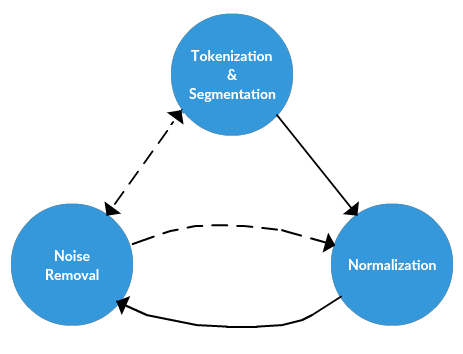 Tokenization
&
Segmentation
Noise
Removal
Normalization